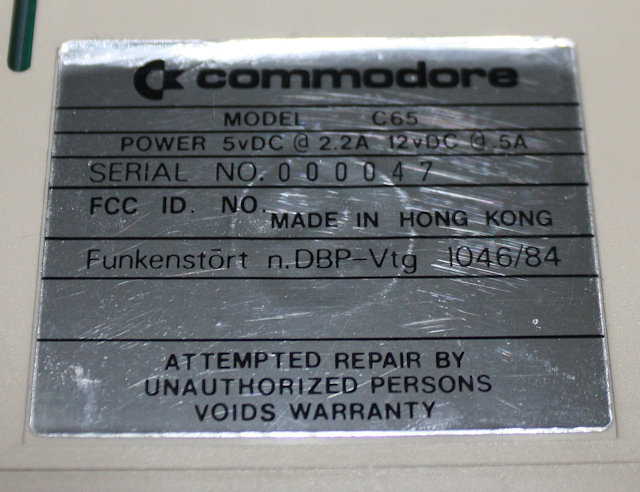 commodore
MODEL C65
POWER 5vDC @ 2.2A 12vDC @ .5A
SERIAL NO. 000047
FCC ID. NO.
MADE IN HONG KONG
Funkenstört n.DBP-Vtg 1046/84
ATTEMPTED REPAIR BY
UNAUTHORIZED PERSONS
VOIDS WARRANTY